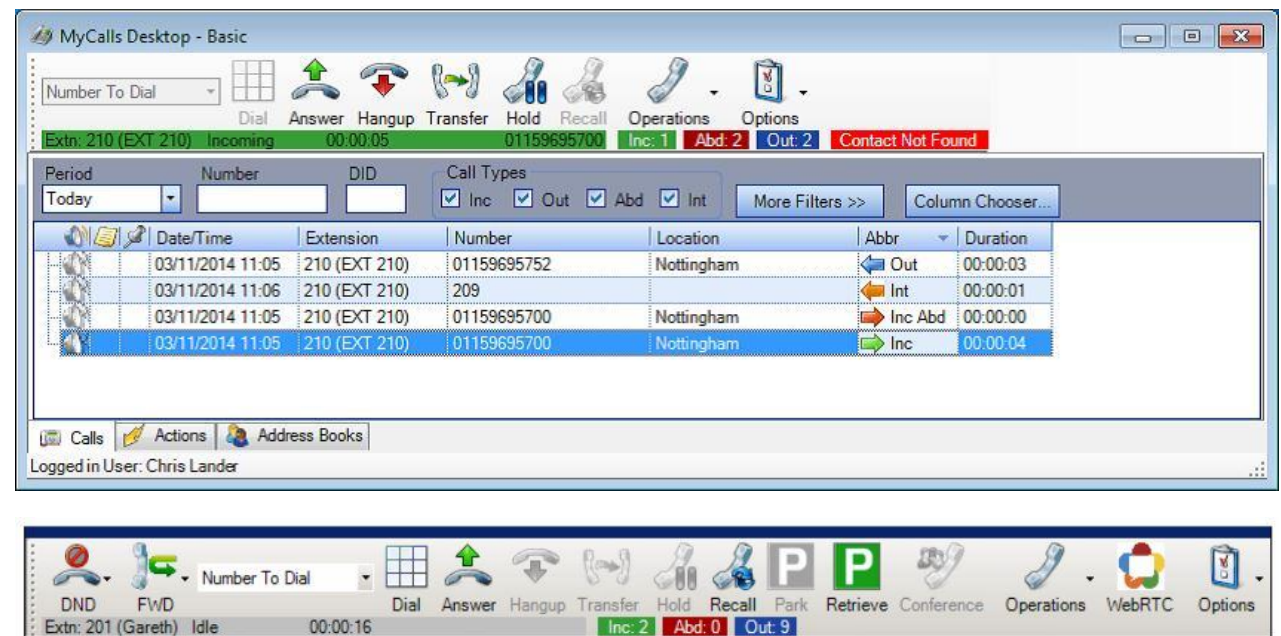 MyCalls Desktop - Basic
Number To Dial
Dial Answer Hangup Transfer Hold Recall Operations Options
Extn: 210 (EXT 210) Incoming 00:00:05 01159695700 Inc: 1 Abd: 2 Out: 2 Contact Not Found
Period Number DID Call Types
Today Inc Out Abd Int More Filters >> Column Chooser...
Date/Time Extension Number Location Abbr Duration
03/11/2014 11:05 210 (EXT 210) 01159695752 Nottingham Out 00:00:03
03/11/2014 11:06 210 (EXT 210) 209 Int 00:00:01
03/11/2014 11:05 210 (EXT 210) 01159695700 Nottingham Inc Abd 00:00:00
03/11/2014 11:05 210 (EXT 210) 01159695700 Nottingham Inc 00:00:04
Calls Actions Address Books
Logged in User: Chris Lander
Number To Dial P P
DND FWD Dial Answer Hangup Transfer Hold Recall Park Retrieve Conference Operations WebRTC Options
Extn: 201 (Gareth) Idle 00:00:16 Inc: 2 Abd: 0 Out: 9